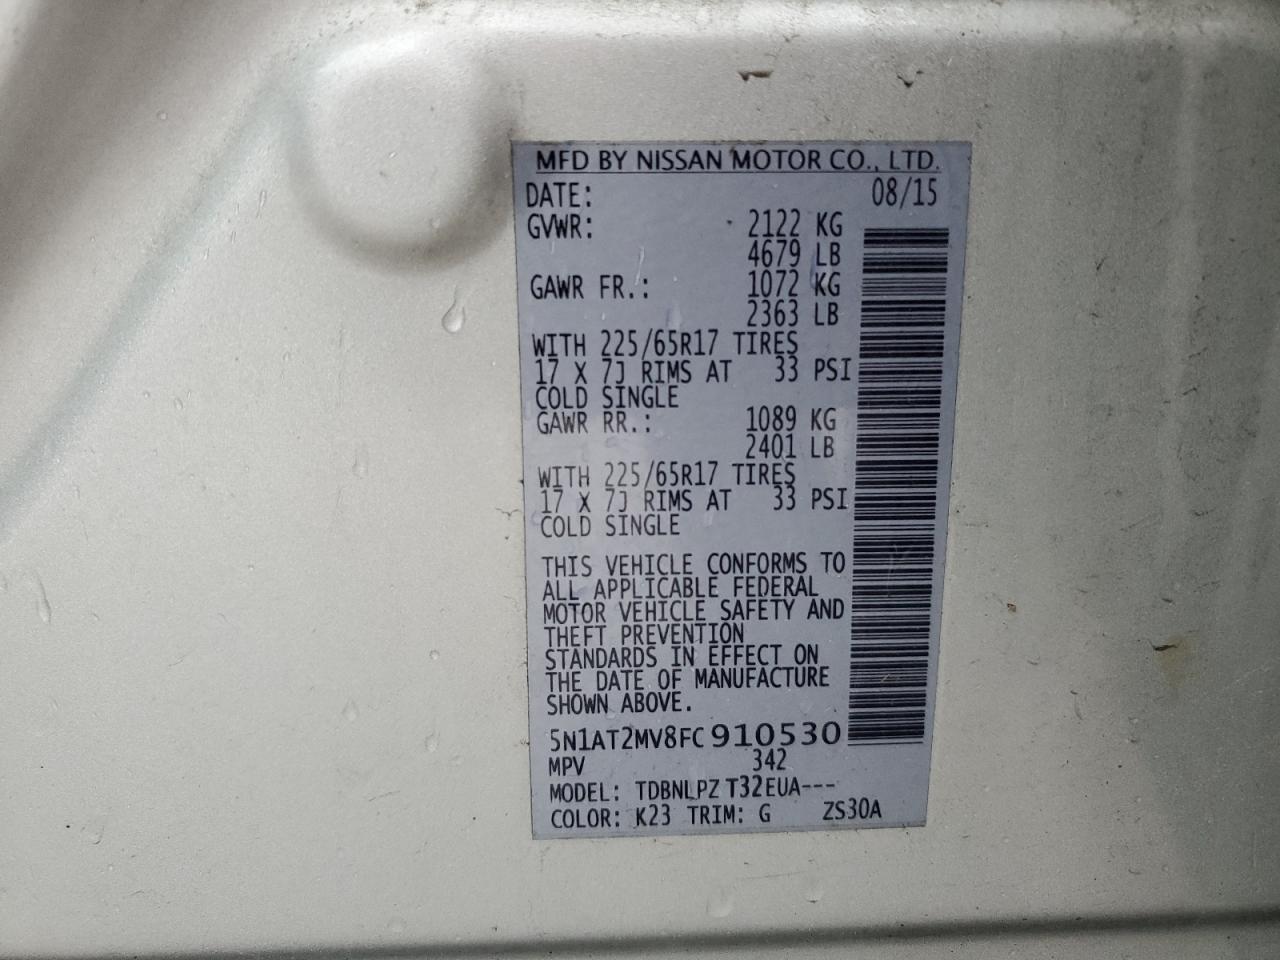 MFD BY NISSAN MOTOR CO., LTD.
DATE: 08/15
GVWR: 2122 KG
4679 LB
GAWR FR.: 1072 KG
2363 LB
WITH 225/65R17 TIRES
17 X 7J RIMS AT 33 PSI
COLD SINGLE
GAWR RR.: 1089 KG
2401 LB
WITH 225/65R17 TIRES
17 X 7J RIMS AT 33 PSI
COLD SINGLE
THIS VEHICLE CONFORMS TO
ALL APPLICABLE FEDERAL
MOTOR VEHICLE SAFETY AND
THEFT PREVENTION
STANDARDS IN EFFECT ON
THE DATE OF MANUFACTURE
SHOWN ABOVE.
5N1AT2MV8FC910530
MPV 342
MODEL: TDBNLPZ T32EUA---
COLOR: K23 TRIM: G ZS30A